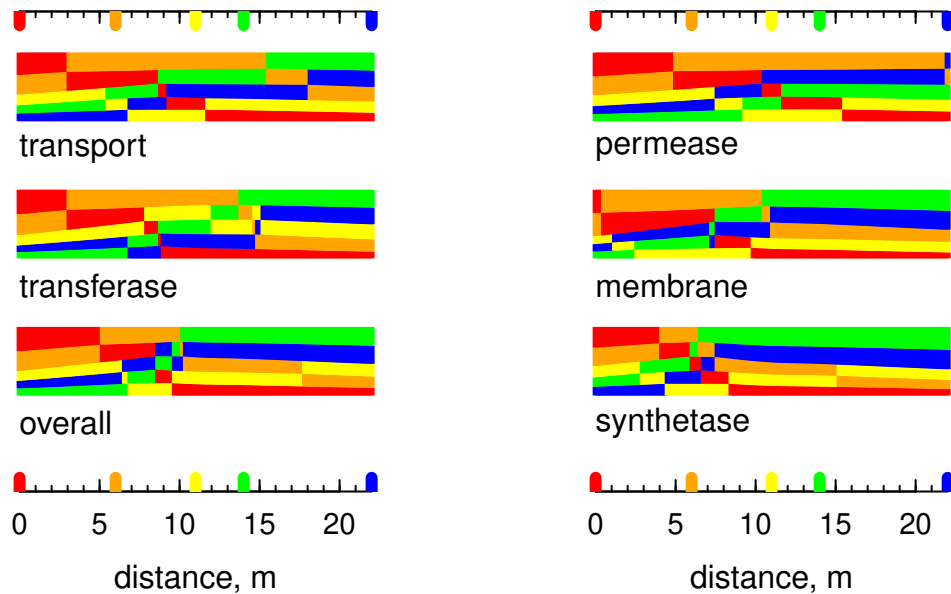 transport
permease
transferase
membrane
overall
synthetase
0 5 10 15 20
0 5 10 15 20
distance, m
distance, m